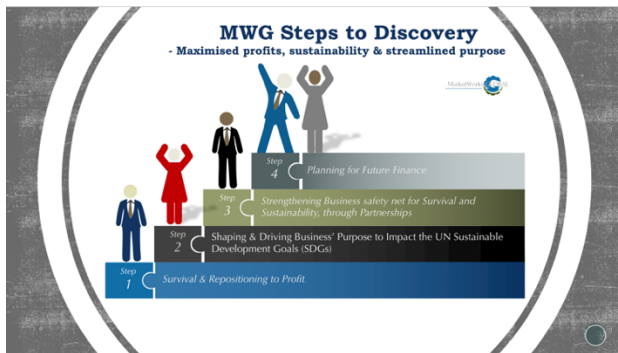 MWG Steps to Discovery
- Maximised profits, sustainability & streamlined purpose
Step
4
Planning for Future Finance
Step
3
Strengthening Business safety net for Survival and
Sustainability, through Partnerships
Step
2
Shaping & Driving Business’ Purpose to Impact the UN Sustainable
Development Goals (SDGs)
Step
1
Survival & Repositioning to Profit